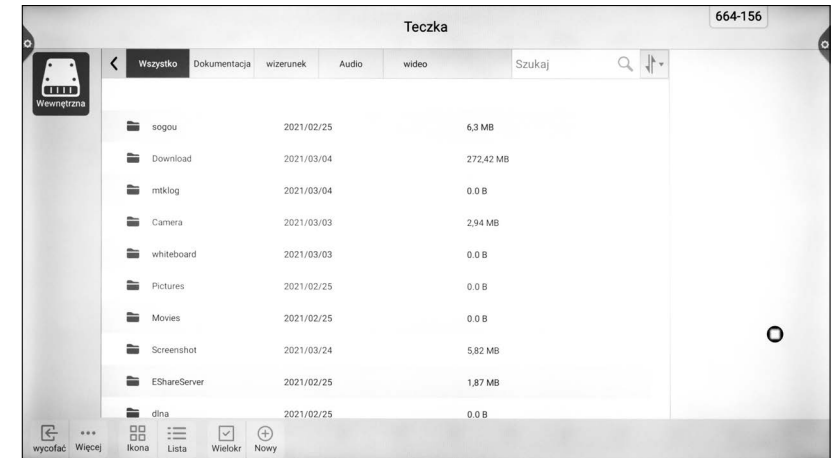 Teczka
664-156
Wszystko Dokumentacja wizerunek Audio wideo Szukaj
Wewnętrzna
sogou 2021/02/25 6,3 MB
Download 2021/03/04 272,42 MB
mtklog 2021/03/04 0.0 B
Camera 2021/03/03 2,94 MB
whiteboard 2021/03/03 0.0 B
Pictures 2021/02/25 0.0 B
Movies 2021/02/25 0.0 B
Screenshot 2021/03/24 5,82 MB
EShareServer 2021/02/25 1,87 MB
dlna 2021/02/25 0.0 B
wycofać Więcej Ikona Lista Wielokr Nowy